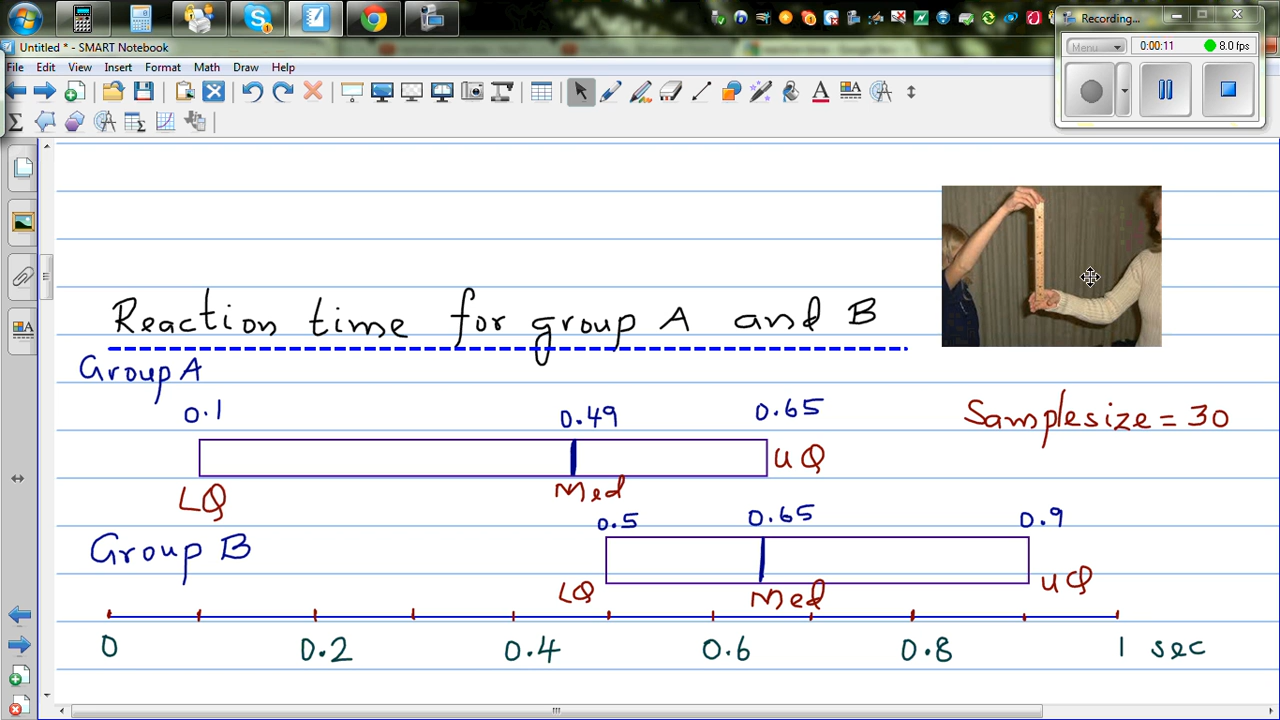 Recording...
Untitled * - SMART Notebook
Menu
0:00:11
8.0 fps
File Edit View Insert Format Math Draw Help
Reaction time for group A and B
Group A
0.1 0.49 0.65
Sample size = 30
LQ Med UQ
0.5 0.65 0.9
Group B
LQ Med UQ
0 0.2 0.4 0.6 0.8 1 sec